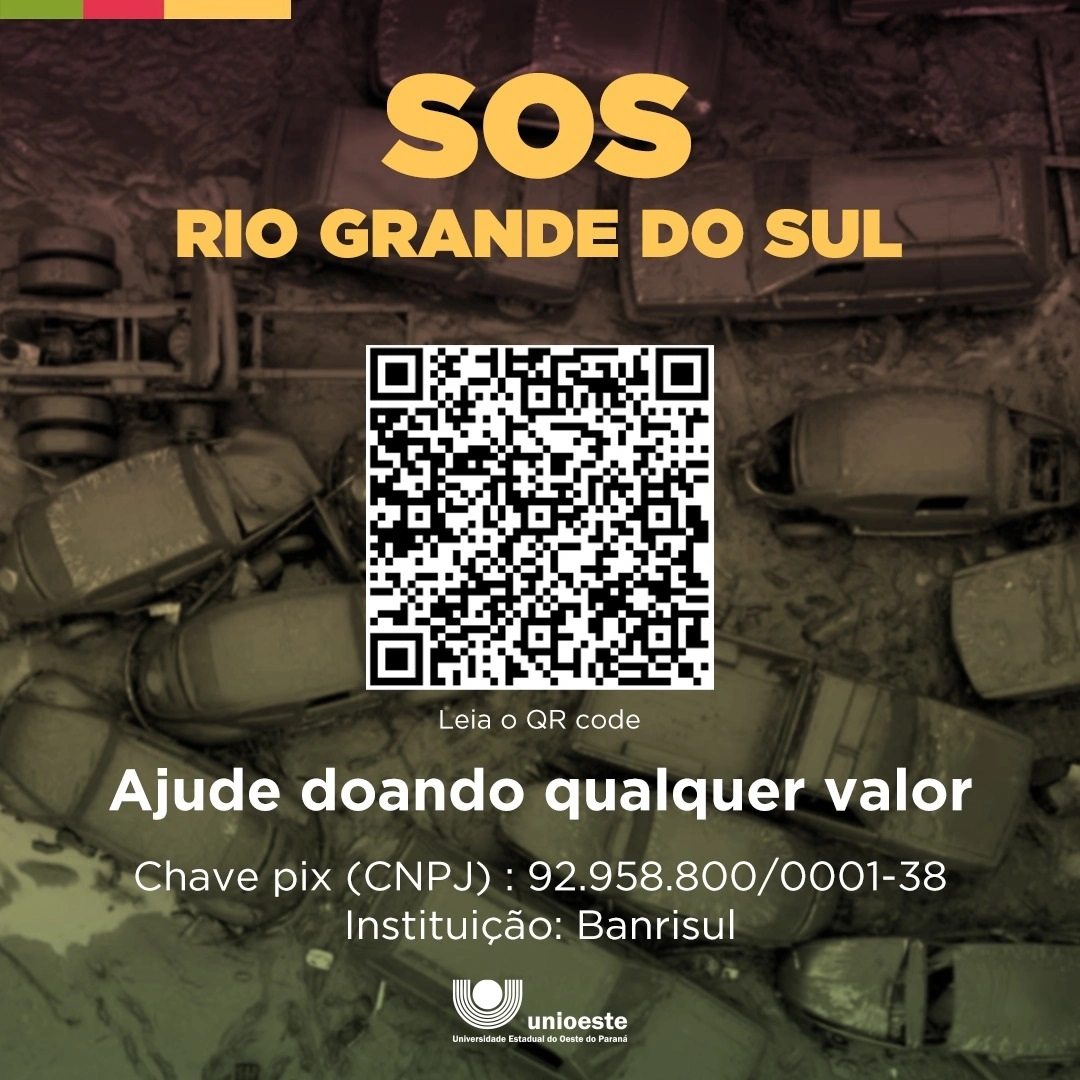 SOS
RIO GRANDE DO SUL
Leia o QR code
Ajude doando qualquer valor
Chave pix (CNPJ) : 92.958.800/0001-38
Instituição: Banrisul
unioeste
Universidade Estadual do Oeste do Paraná